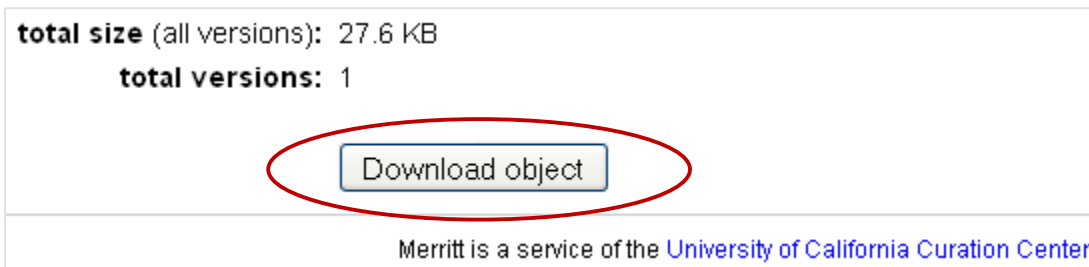 total size (all versions): 27.6 KB
total versions: 1
Download object
Merritt is a service of the University of California Curation Center